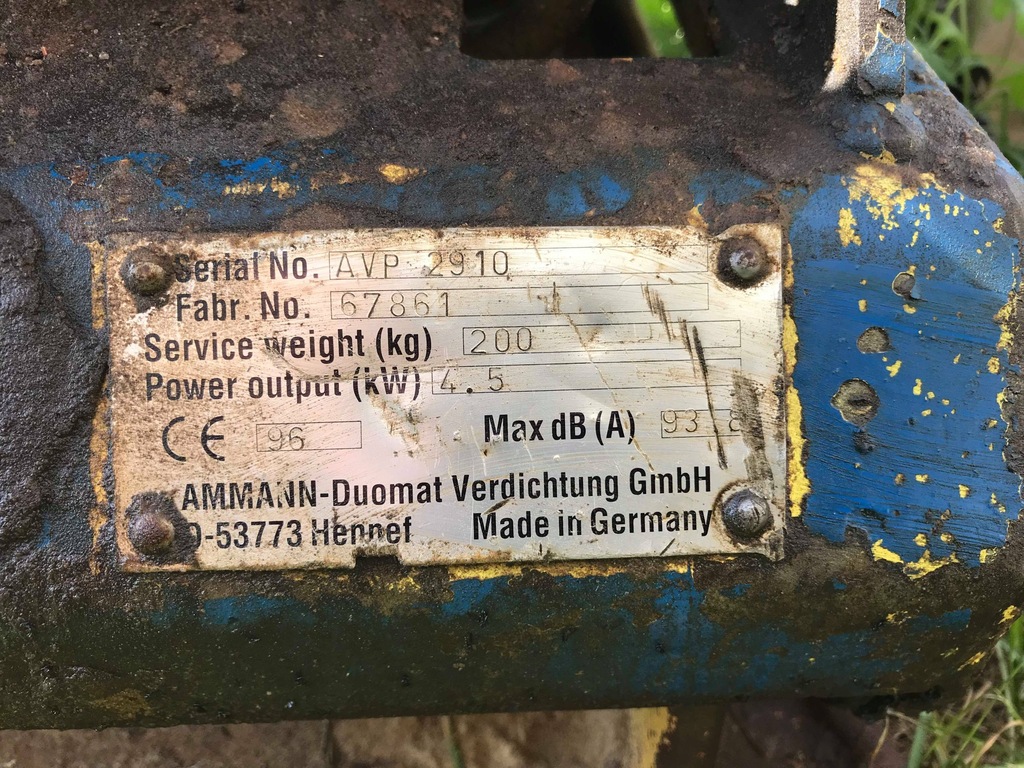 Serial No. AVP 2910
Fabr. No. 67861
Service weight (kg) 200
Power output (kW) 4.5
CE 96 Max dB (A) 93
AMMANN-Duomat Verdichtung GmbH
D-53773 Hennef Made in Germany